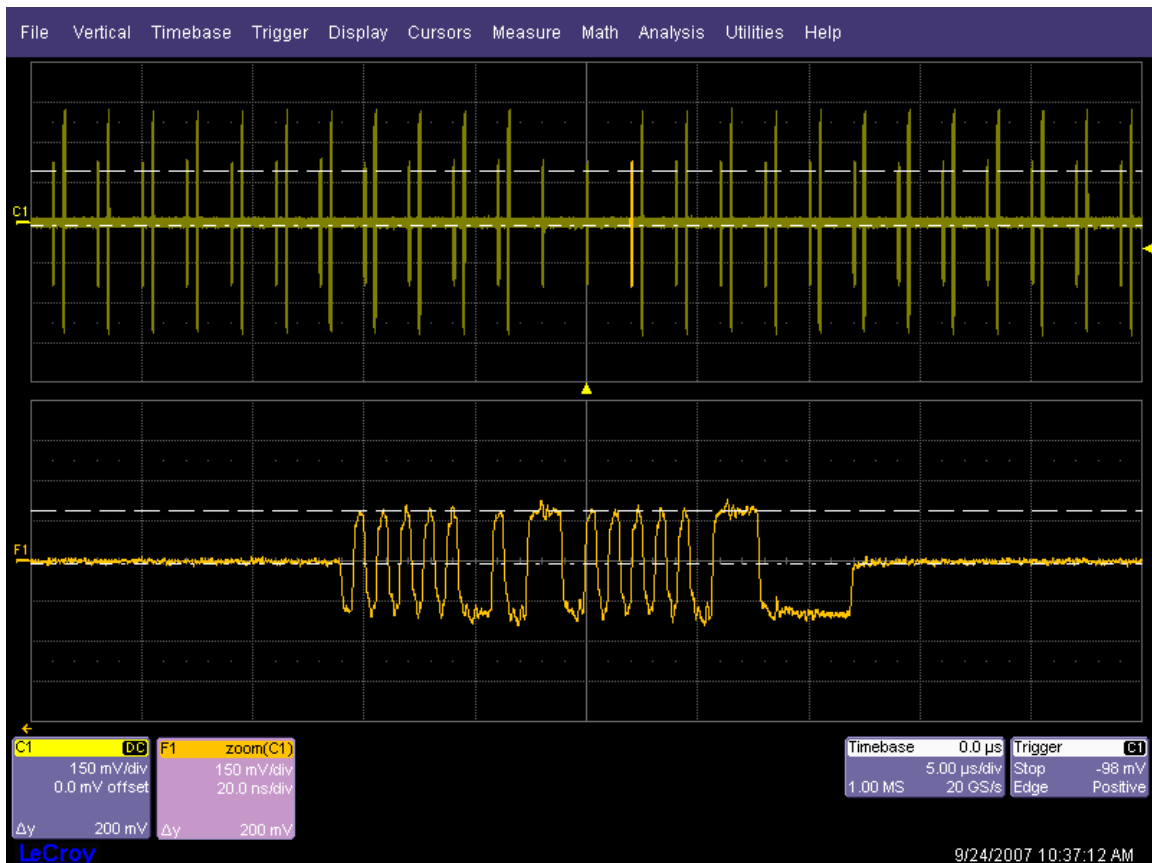 File Vertical Timebase Trigger Display Cursors Measure Math Analysis Utilities Help
C1
F1
C1 DC
150 mV/div
0.0 mV offset
Δy 200 mV
F1 zoom(C1)
150 mV/div
20.0 ns/div
Δy 200 mV
Timebase 0.0 µs
5.00 µs/div
1.00 MS 20 GS/s
Trigger C1
Stop -98 mV
Edge Positive
LeCroy
9/24/2007 10:37:12 AM